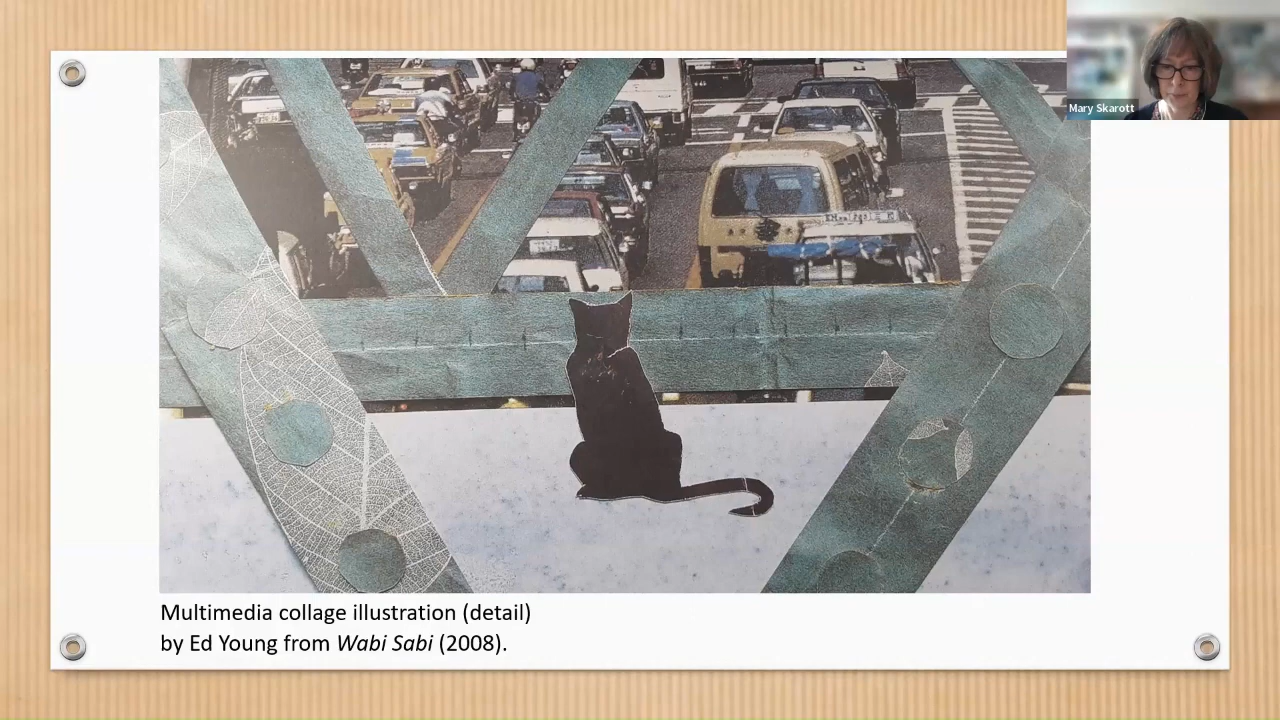 Mary Skarott
Multimedia collage illustration (detail)
by Ed Young from Wabi Sabi (2008).